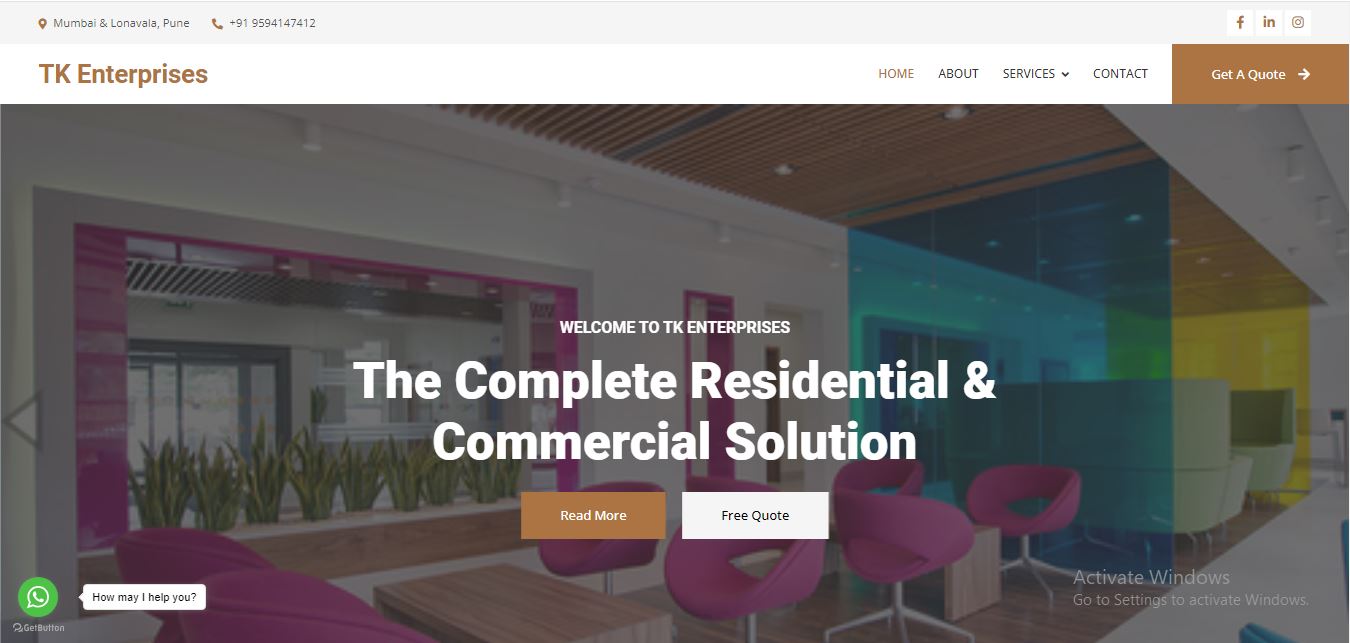 Mumbai & Lonavala, Pune +91 9594147412
TK Enterprises
HOME ABOUT SERVICES CONTACT Get A Quote
WELCOME TO TK ENTERPRISES
The Complete Residential &
Commercial Solution
Read More Free Quote
Activate Windows
Go to Settings to activate Windows.
How may I help you?
GetButton